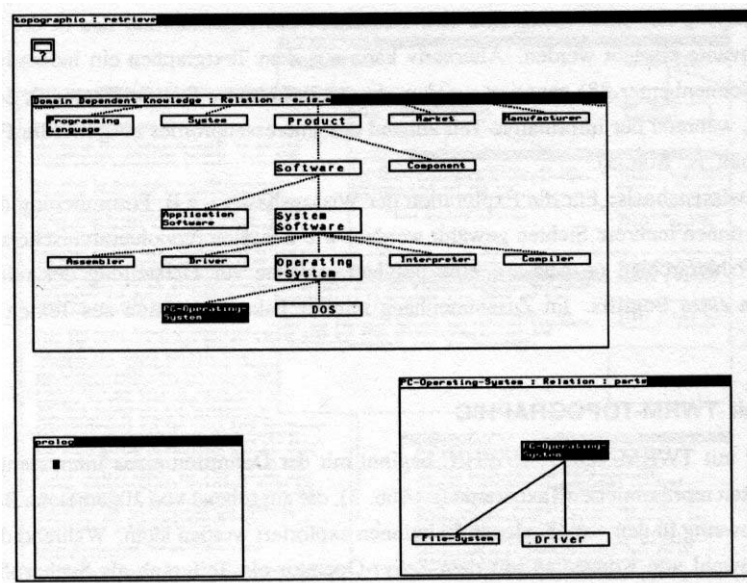 topographic : retrieve
Domain Dependent Knowledge : Relation : e_is_a
Programing
Language
System
Product
Market
Manufacturer
Software
Component
Application
Software
System
Software
Assembler
Driver
Operating
-System
Interpreter
Compiler
PC-Operating-
System
DOS
PC-Operating-System : Relation : parts
prolog
PC-Operating-
System
File-System
Driver